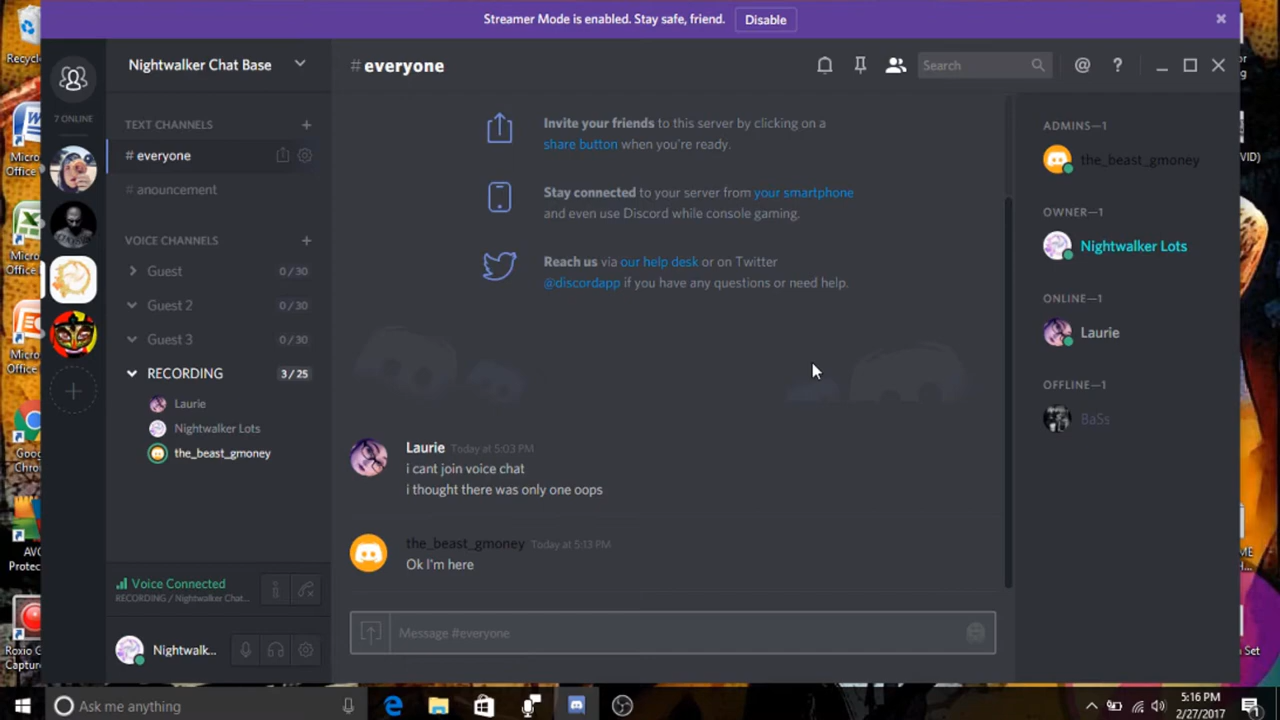 Streamer Mode is enabled. Stay safe, friend.
Disable
Recyc
Micro
Office
Micro
Office
Micro
Office
Goo
Chro
AVG
Protec
Roxio G
Captur
7 ONLINE
Nightwalker Chat Base
TEXT CHANNELS
# everyone
# anouncement
VOICE CHANNELS
Guest 0 / 30
Guest 2 0 / 30
Guest 3 0 / 30
RECORDING 3 / 25
Laurie
Nightwalker Lots
the_beast_gmoney
Voice Connected
RECORDING / Nightwalker Chat...
Nightwalk...
# everyone
Search
@ ?
Invite your friends to this server by clicking on a
share button when you're ready.
Stay connected to your server from your smartphone
and even use Discord while console gaming.
Reach us via our help desk or on Twitter
@discordapp if you have any questions or need help.
Laurie Today at 5:03 PM
i cant join voice chat
i thought there was only one oops
the_beast_gmoney Today at 5:13 PM
Ok I'm here
Message #everyone
ADMINS—1
the_beast_gmoney
OWNER—1
Nightwalker Lots
ONLINE—1
Laurie
OFFLINE—1
BaSs
Ask me anything
5:16 PM
2/27/2017